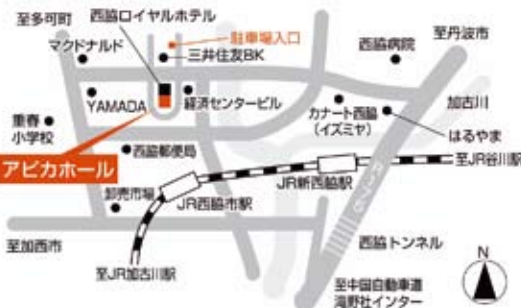 至多可町
西脇ロイヤルホテル
至丹波市
マクドナルド
駐車場入口
三井住友BK
西脇病院
加古川
YAMADA
経済センタービル
カナート西脇
(イズミヤ)
はるやま
重春
小学校
西脇郵便局
アピカホール
至JR谷川駅
JR新西脇駅
卸売市場
JR西脇市駅
至加西市
西脇トンネル
至JR加古川駅
至中国自動車道
滝野社インター
N